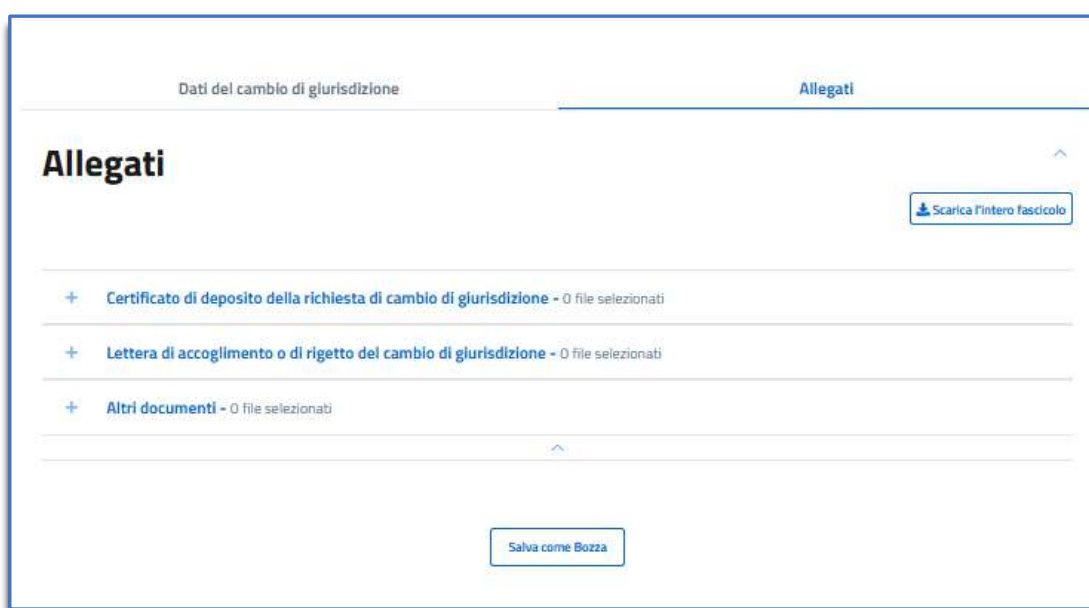 Dati del cambio di giurisdizione
Allegati
Allegati
Scarica l'intero fascicolo
Certificato di deposito della richiesta di cambio di giurisdizione - 0 file selezionati
Lettera di accoglimento o di rigetto del cambio di giurisdizione - 0 file selezionati
Altri documenti - 0 file selezionati
Salva come Bozza